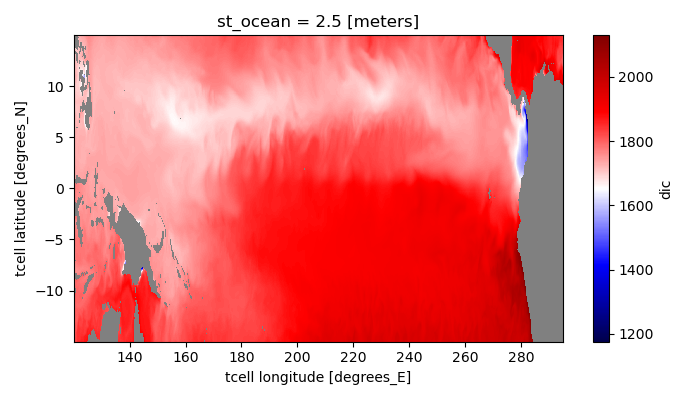 st_ocean = 2.5 [meters]
10
5
0
−5
−10
tcell latitude [degrees_N]
140 160 180 200 220 240 260 280
tcell longitude [degrees_E]
2000
1800
1600
1400
1200
dic